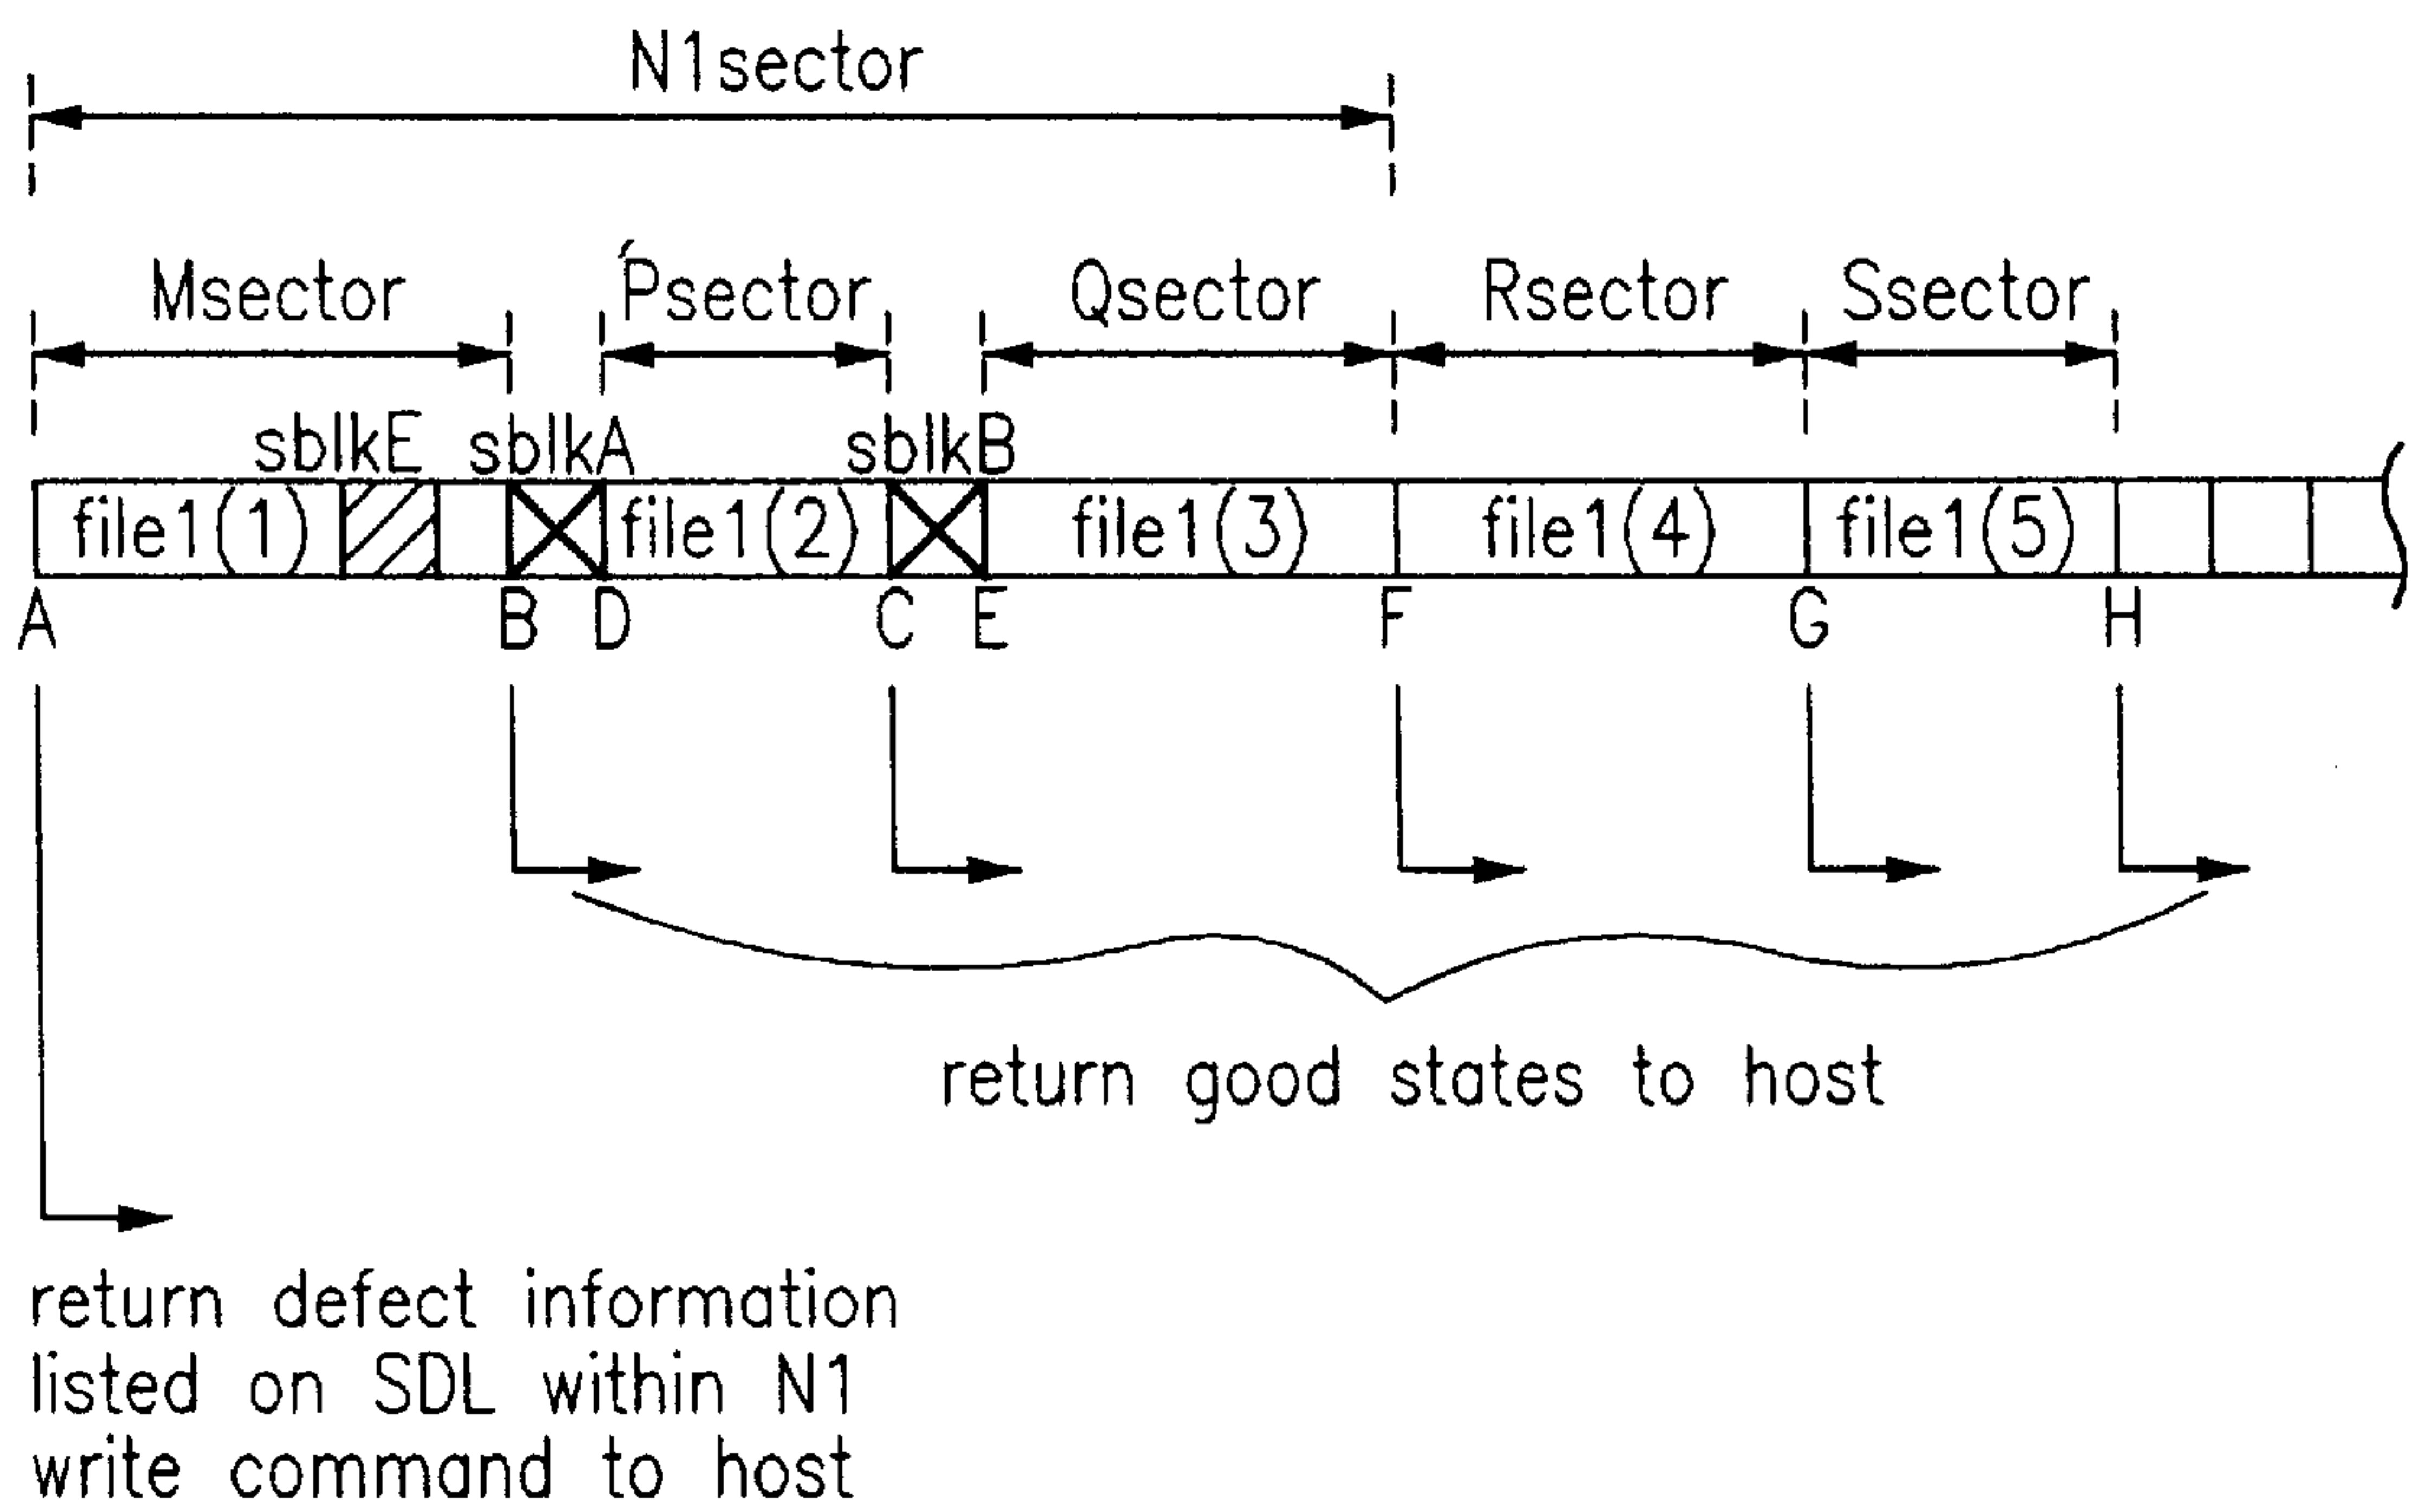 N1sector
Msector Psector Qsector Rsector Ssector
sblkE sblkA sblkB
file1(1) file1(2) file1(3) file1(4) file1(5)
A B D C E F G H
return good states to host
return defect information
listed on SDL within N1
write command to host